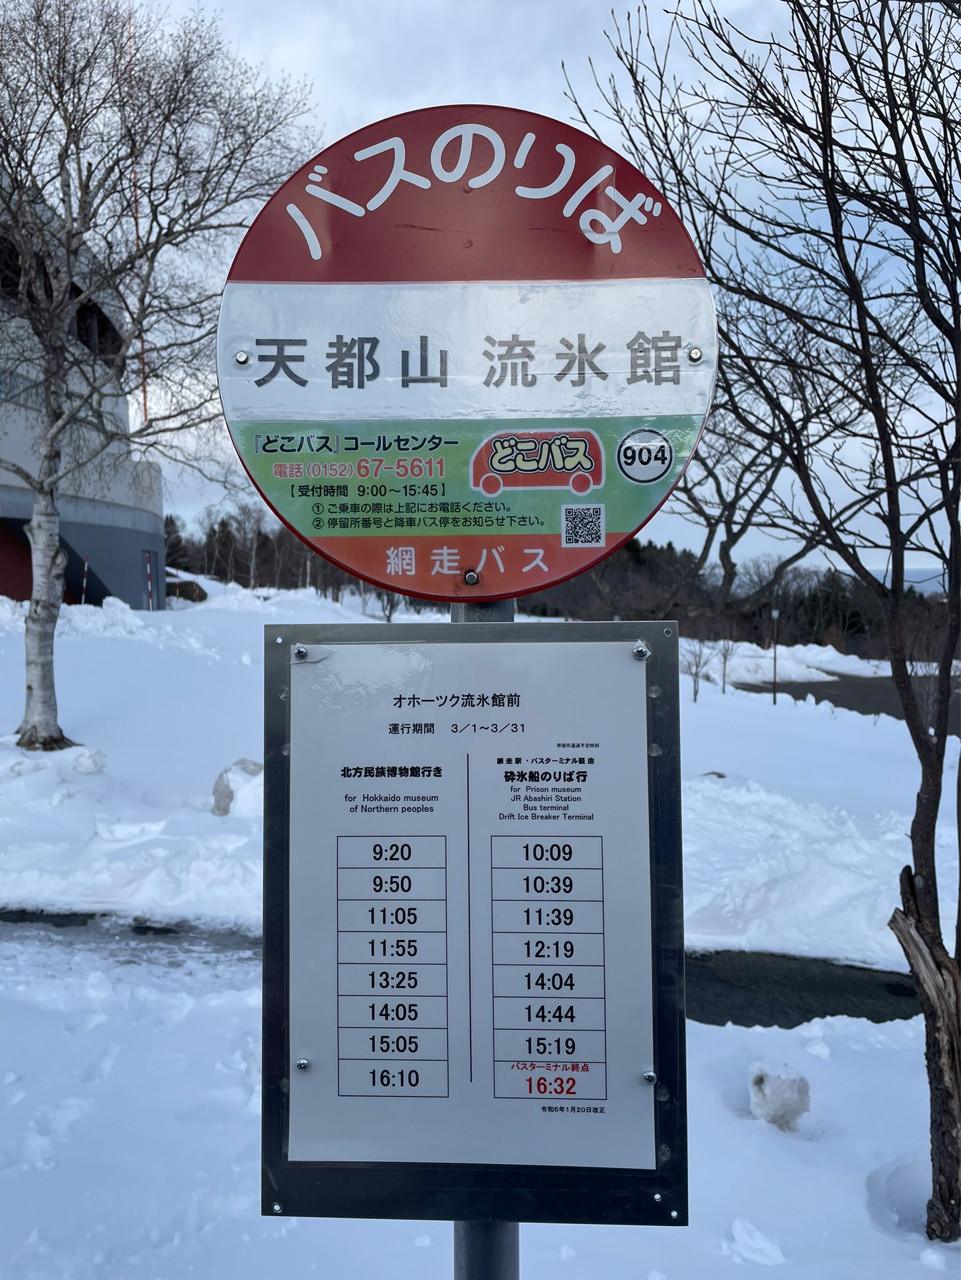 バスのりば
天都山 流氷館
『どこバス』コールセンター
電話(0152)67-5611
【受付時間 9:00～15:45】
① ご乗車の際は上記にお電話ください。
② 停留所番号と降車バス停をお知らせ下さい。
どこバス
904
網走バス
オホーツク流氷館前
運行期間 3/1～3/31
停留所通過予定時刻
北方民族博物館行き
for Hokkaido museum
of Northern peoples
9:20
9:50
11:05
11:55
13:25
14:05
15:05
16:10
網走駅・バスターミナル経由
砕氷船のりば行
for Prison museum
JR Abashiri Station
Bus terminal
Drift Ice Breaker Terminal
10:09
10:39
11:39
12:19
14:04
14:44
15:19
バスターミナル終点
16:32
令和6年1月20日改正